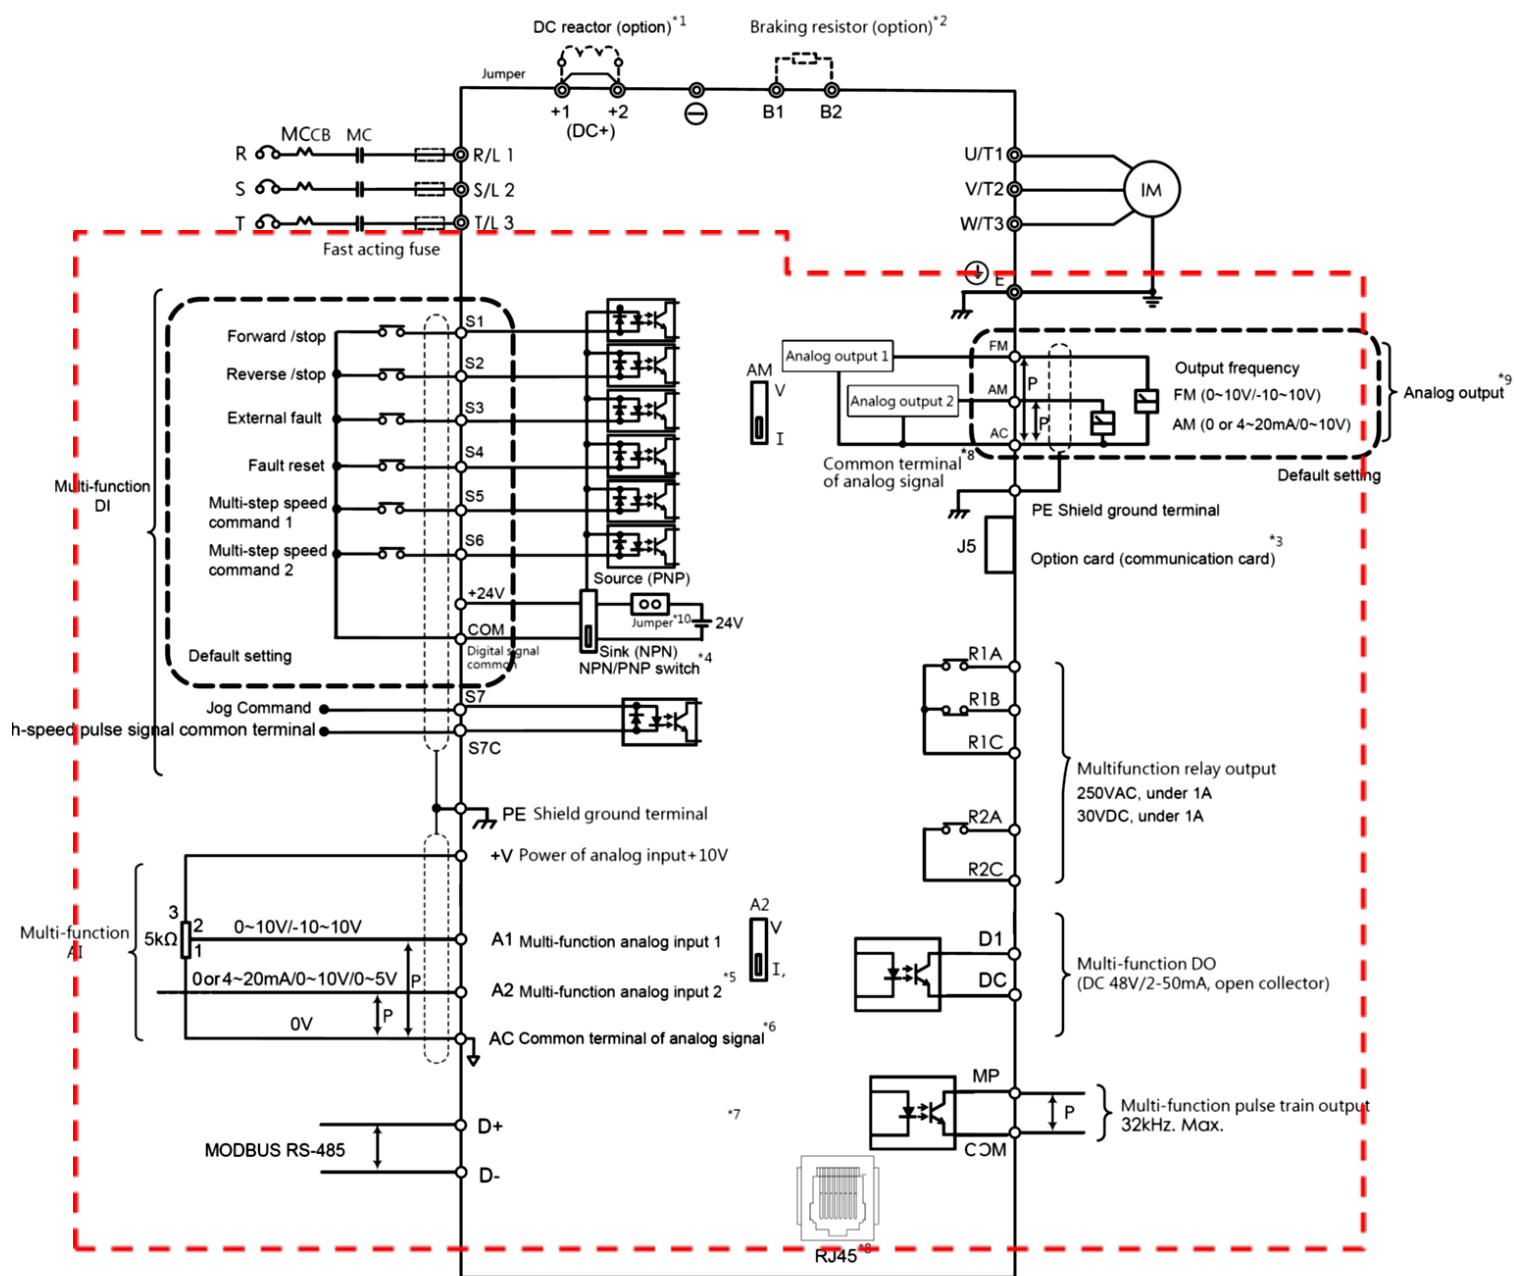 DC reactor (option)*1
Braking resistor (option)*2
Jumper
+1
+2
(DC+)
B1
B2
MCCB
MC
R
R/L 1
S
S/L 2
T
T/L 3
Fast acting fuse
U/T1
V/T2
W/T3
IM
E
Multi-function
DI
Forward /stop
S1
Reverse /stop
S2
External fault
S3
Fault reset
S4
Multi-step speed
command 1
S5
Multi-step speed
command 2
S6
+24V
COM
Digital signal
common
Default setting
Source (PNP)
Jumper*10
24V
Sink (NPN)
NPN/PNP switch*4
Jog Command
S7
h-speed pulse signal common terminal
S7C
PE Shield ground terminal
+V Power of analog input+10V
Multi-function
AI
3
2
1
5kΩ
0~10V/-10~10V
A1 Multi-function analog input 1
0 or 4~20mA/0~10V/0~5V
P
A2 Multi-function analog input 2 *5
P
0V
AC Common terminal of analog signal*6
MODBUS RS-485
D+
D-
*7
AM
V
I
Analog output 1
Analog output 2
FM
AM
AC
P
P
Common terminal*8
of analog signal
Output frequency
FM (0~10V/-10~10V)
AM (0 or 4~20mA/0~10V)
Analog output*9
Default setting
PE Shield ground terminal
J5
Option card (communication card)*3
R1A
R1B
R1C
R2A
R2C
Multifunction relay output
250VAC, under 1A
30VDC, under 1A
A2
V
I,
D1
DC
Multi-function DO
(DC 48V/2-50mA, open collector)
MP
COM
P
Multi-function pulse train output
32kHz. Max.
RJ45*8